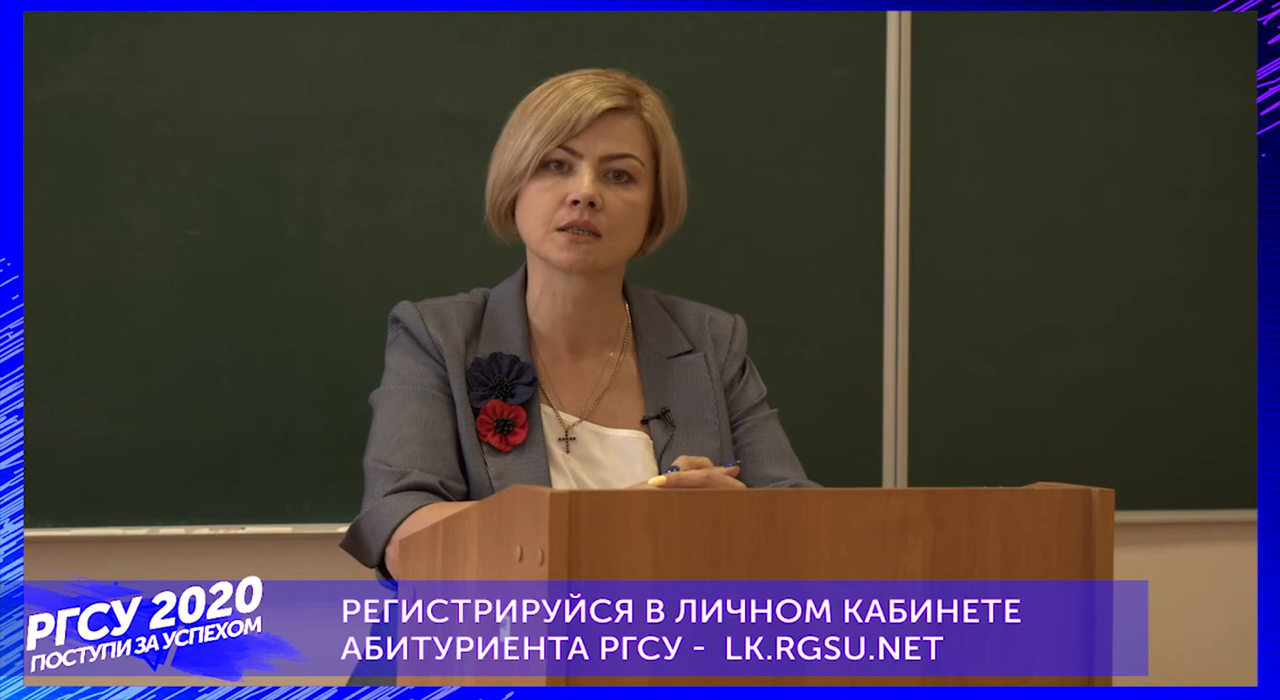 РГСУ 2020
ПОСТУПИ ЗА УСПЕХОМ
РЕГИСТРИРУЙСЯ В ЛИЧНОМ КАБИНЕТЕ
АБИТУРИЕНТА РГСУ - LK.RGSU.NET